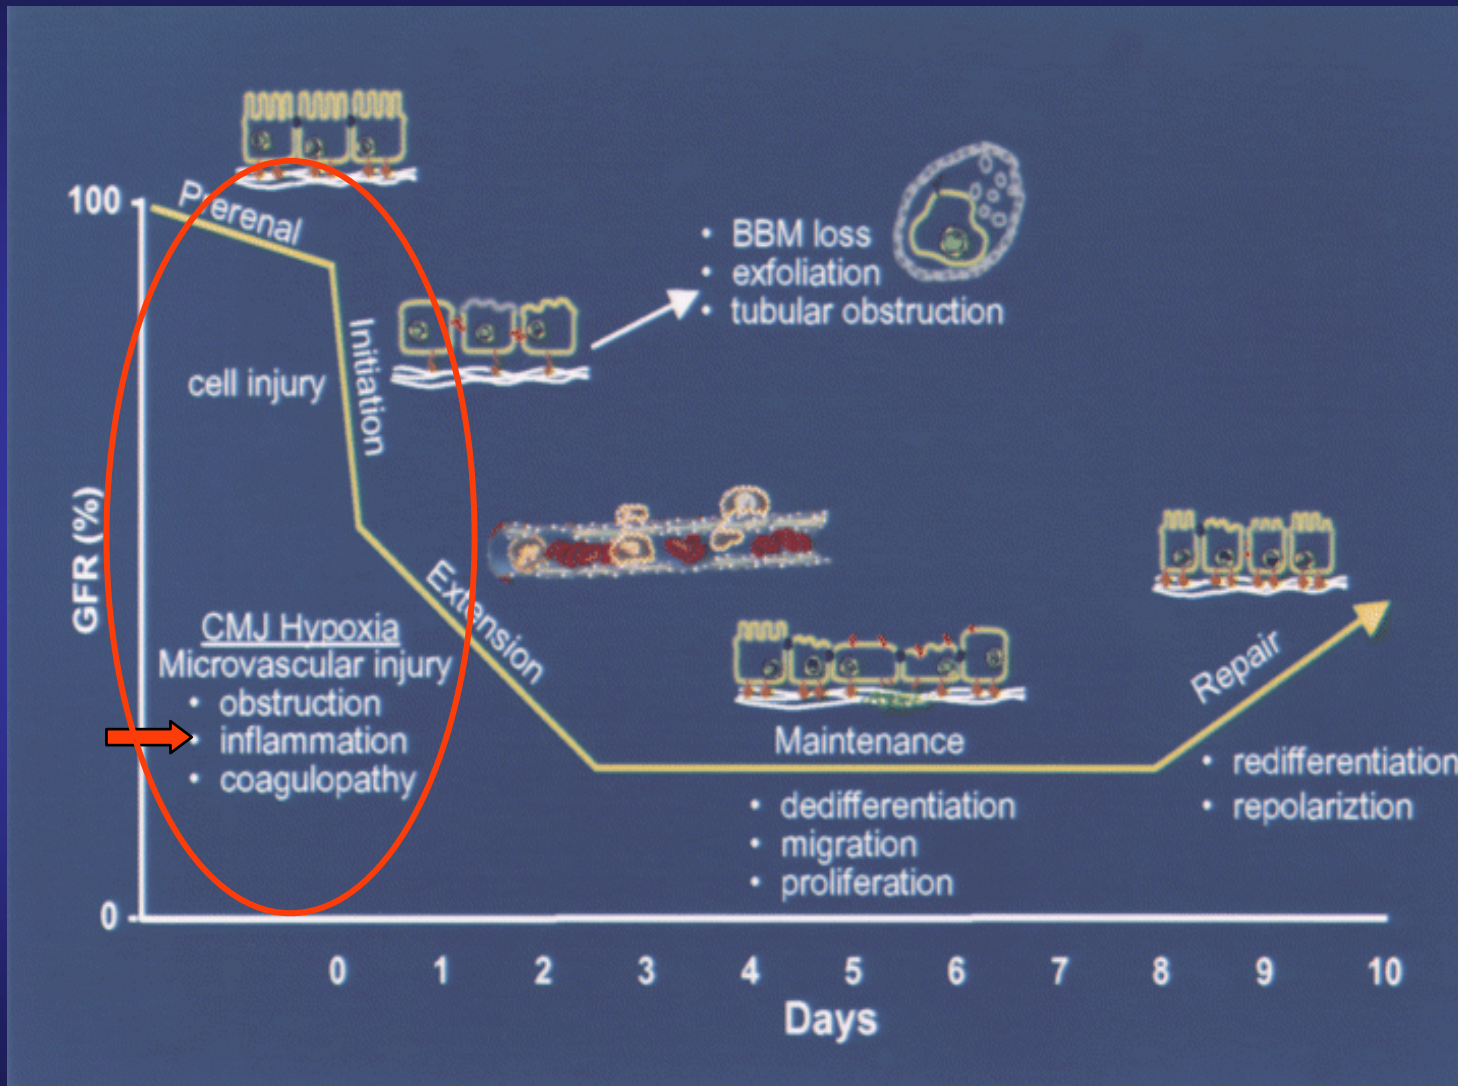 100
Prerenal
• BBM loss
• exfoliation
• tubular obstruction
Initiation
cell injury
GFR (%)
Extension
CMJ Hypoxia
Microvascular injury
• obstruction
• inflammation
• coagulopathy
Maintenance
• dedifferentiation
• migration
• proliferation
Repair
• redifferentiation
• repolariztion
0
0 1 2 3 4 5 6 7 8 9 10
Days